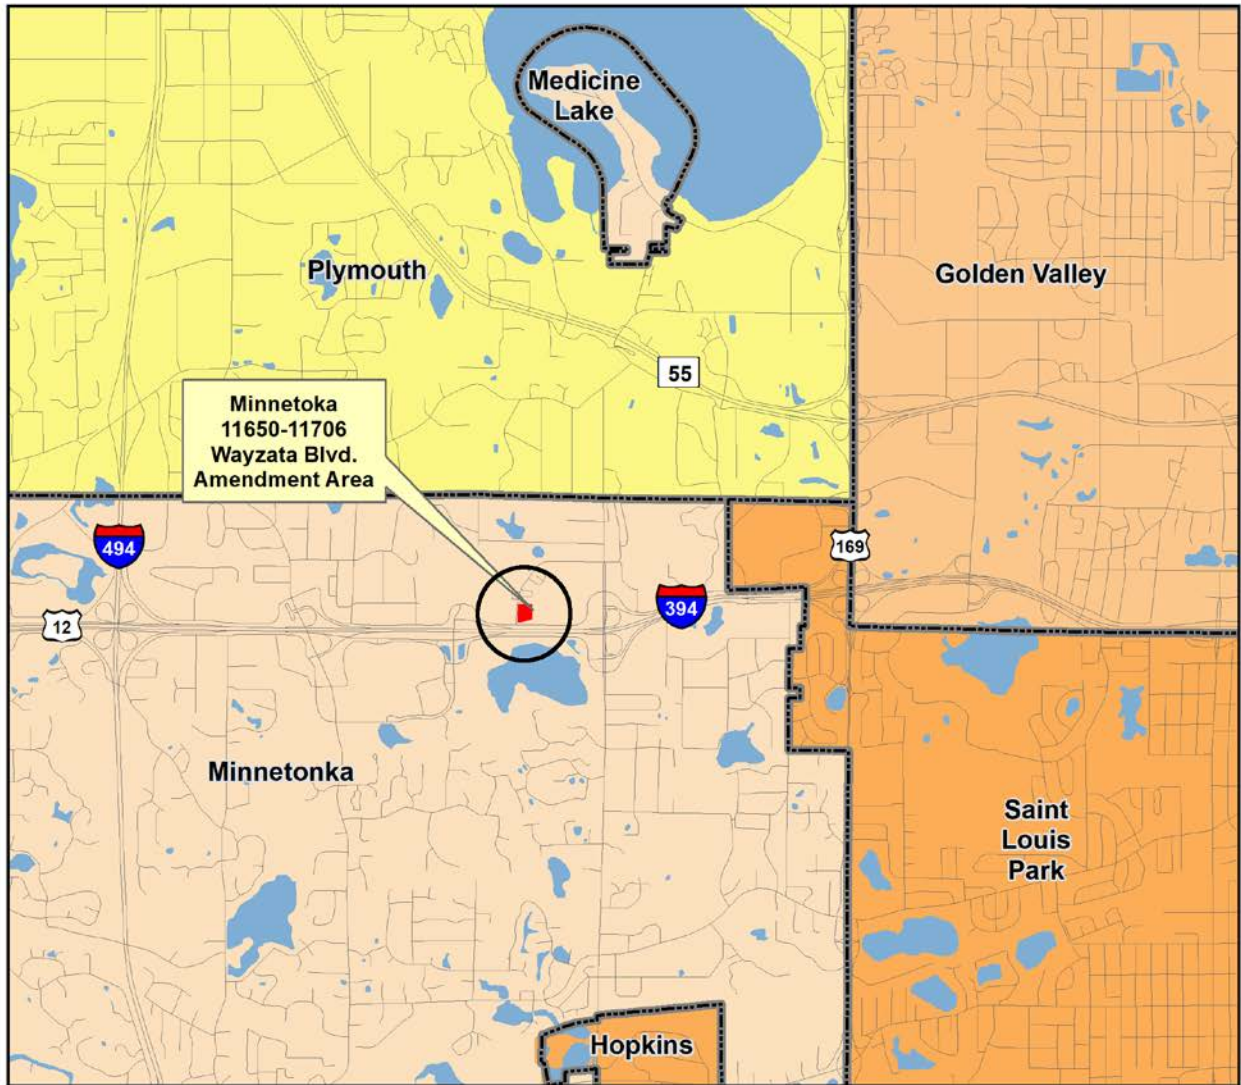 Medicine
Lake
Plymouth
Golden Valley
55
Minnetoka
11650-11706
Wayzata Blvd.
Amendment Area
494
169
394
12
Minnetonka
Saint
Louis
Park
Hopkins